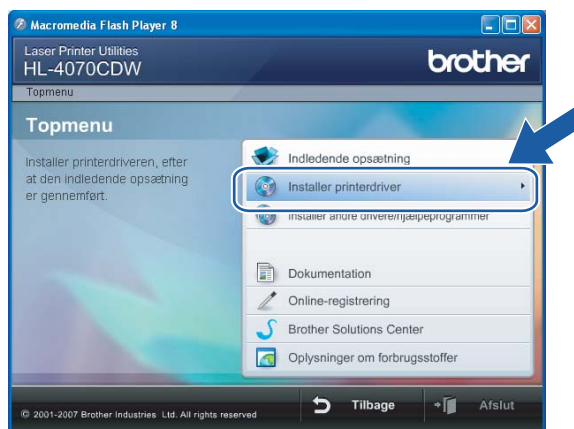 Macromedia Flash Player 8
Laser Printer Utilities
HL-4070CDW
brother
Topmenu
Topmenu
Installer printerdriveren, efter
at den indledende opsætning
er gennemført.
Indledende opsætning
Installer printerdriver
Installer andre drivere/hjælpeprogrammer
Dokumentation
Online-registrering
Brother Solutions Center
Oplysninger om forbrugsstoffer
© 2001-2007 Brother Industries Ltd. All rights reserved
Tilbage
Afslut